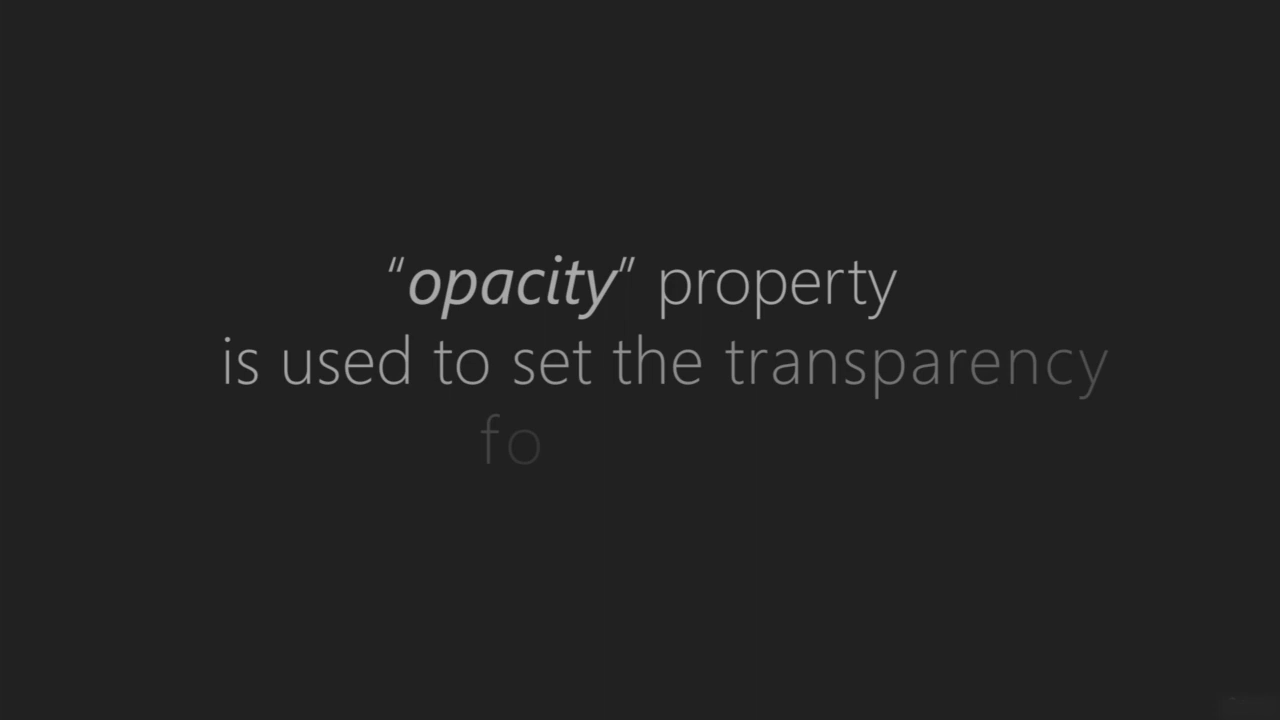 “opacity” property
is used to set the transparency
fo